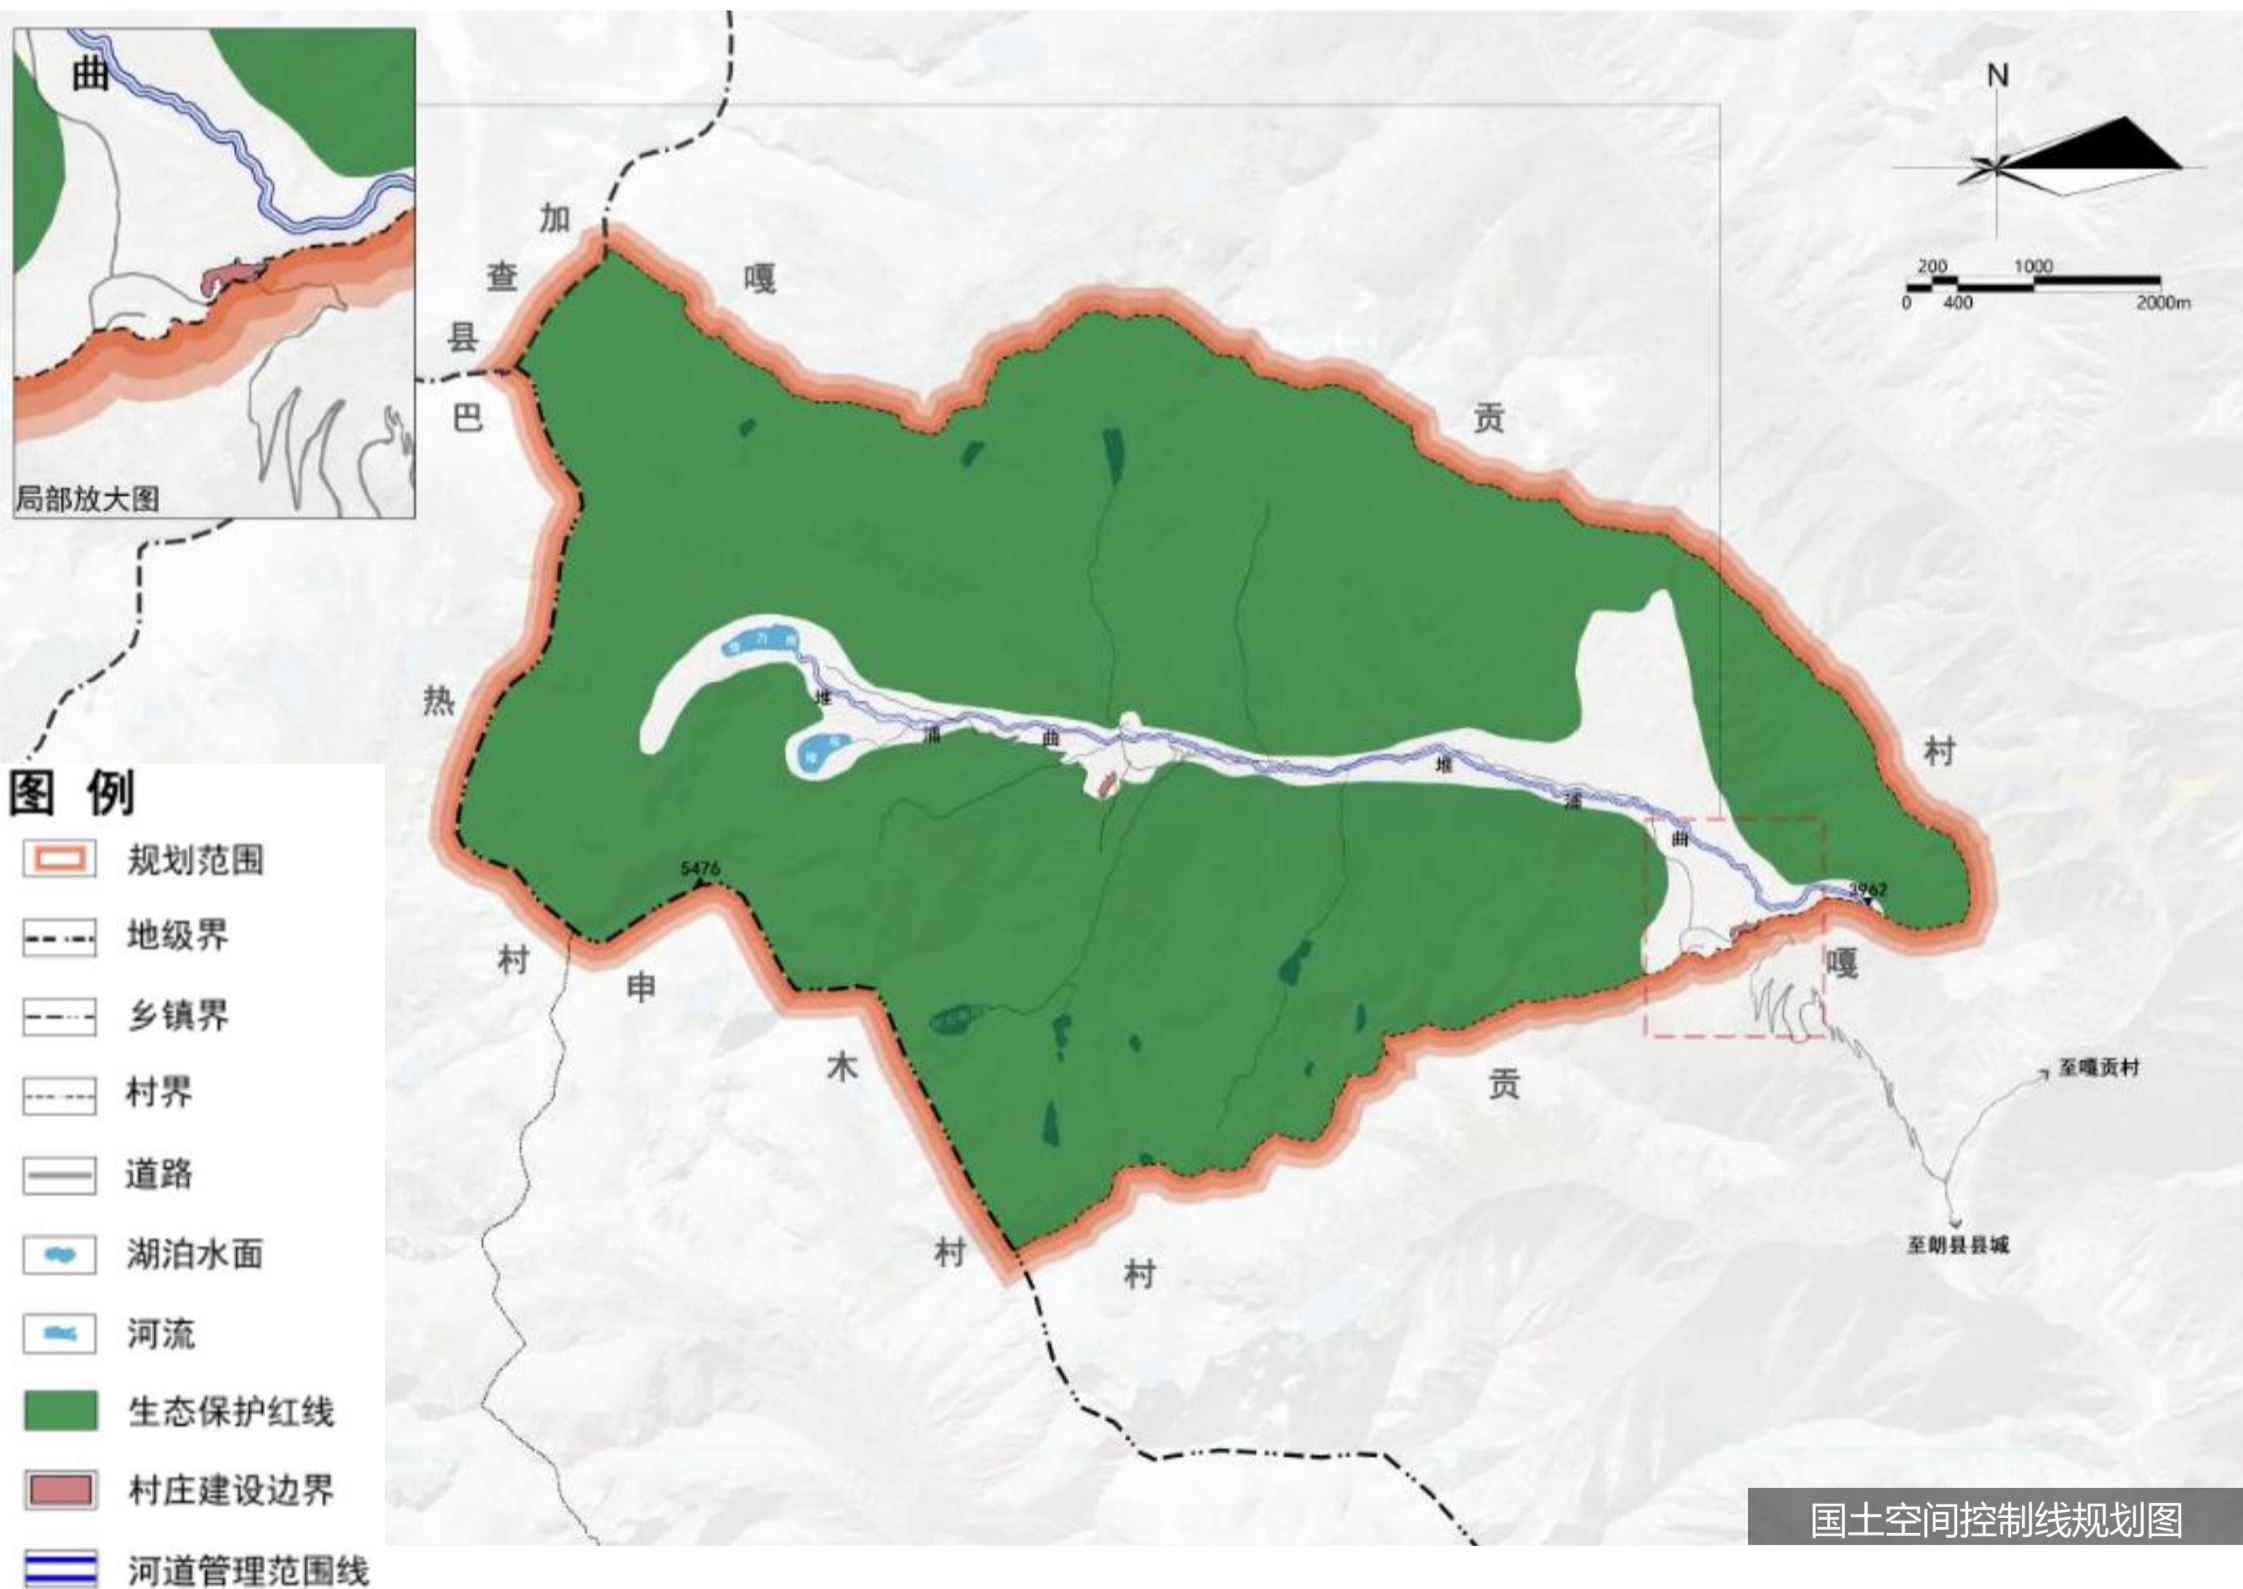 曲
局部放大图
N
200 1000
0 400 2000m
加
查
县
嘎
贡
村
巴
热
村
堆
浦
曲
堆
浦
曲
5476
3962
申
木
村
嘎
贡
村
至嘎贡村
至朗县县城
图 例
规划范围
地级界
乡镇界
村界
道路
湖泊水面
河流
生态保护红线
村庄建设边界
河道管理范围线
国土空间控制线规划图